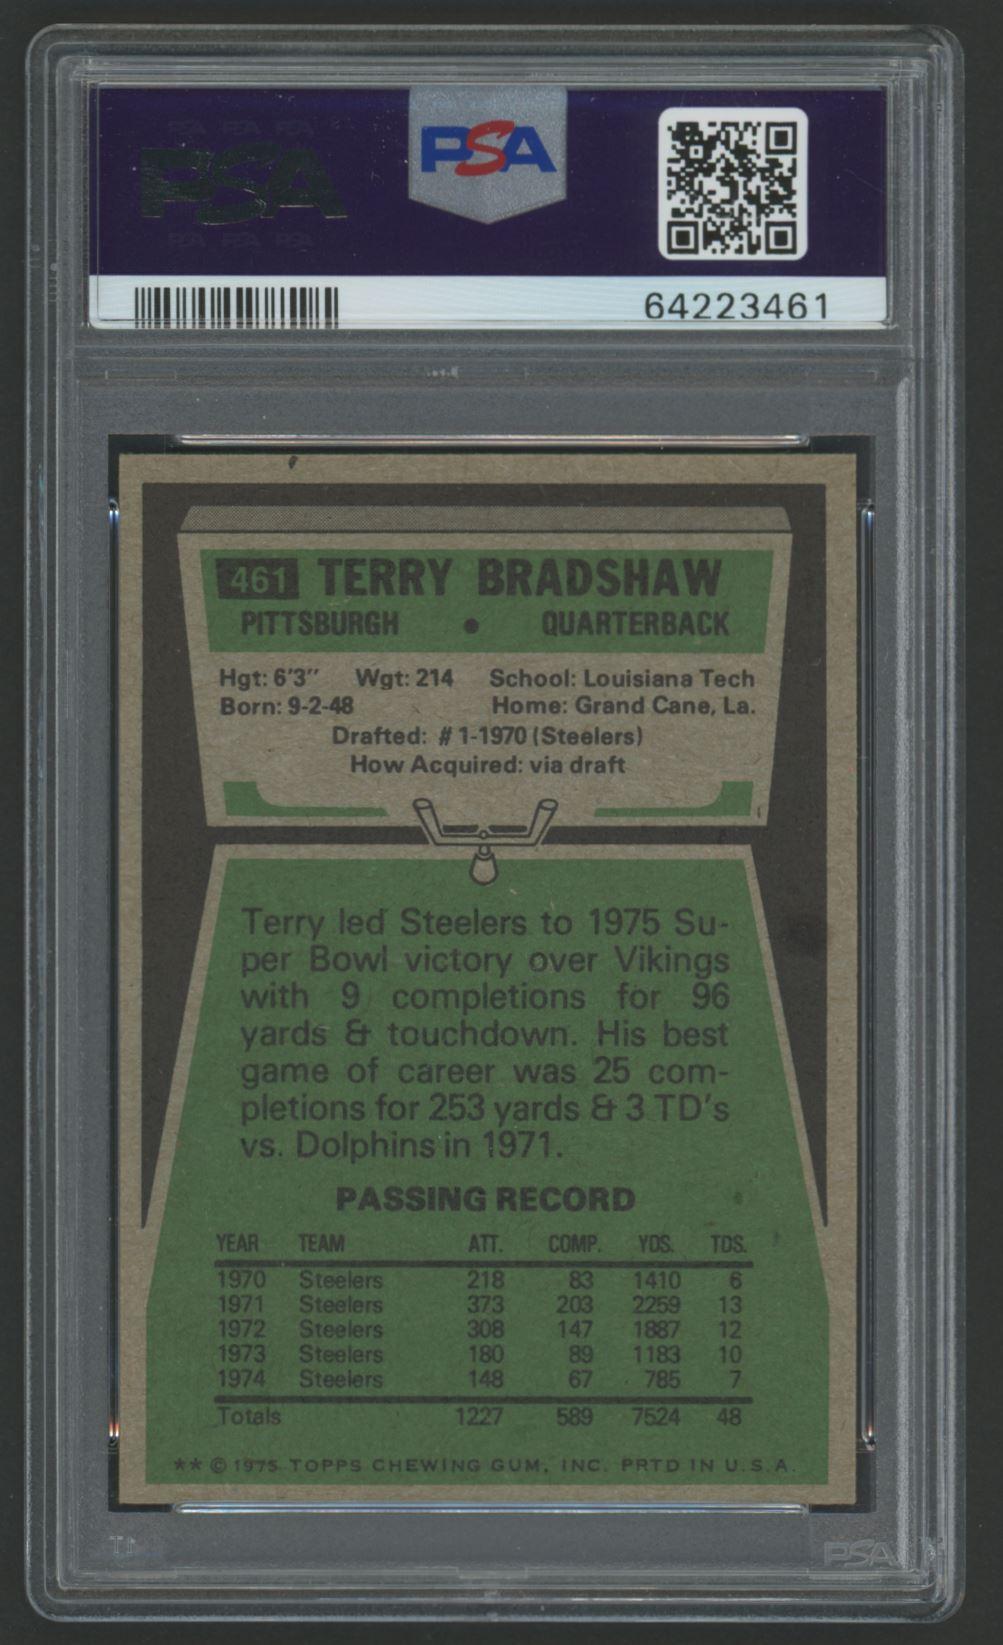 PSA PSA PSA
PSA
PSA PSA PSA
PSA
64223461
461 TERRY BRADSHAW
PITTSBURGH • QUARTERBACK
Hgt: 6'3" Wgt: 214 School: Louisiana Tech
Born: 9-2-48 Home: Grand Cane, La.
Drafted: #1-1970 (Steelers)
How Acquired: via draft
Terry led Steelers to 1975 Su-
per Bowl victory over Vikings
with 9 completions for 96
yards & touchdown. His best
game of career was 25 com-
pletions for 253 yards & 3 TD's
vs. Dolphins in 1971.
PASSING RECORD
YEAR TEAM ATT. COMP. YDS. TDS.
1970 Steelers 218 83 1410 6
1971 Steelers 373 203 2259 13
1972 Steelers 308 147 1887 12
1973 Steelers 180 89 1183 10
1974 Steelers 148 67 785 7
Totals 1227 589 7524 48
** © 1975 TOPPS CHEWING GUM, INC. PRTD IN U.S.A.
PSA